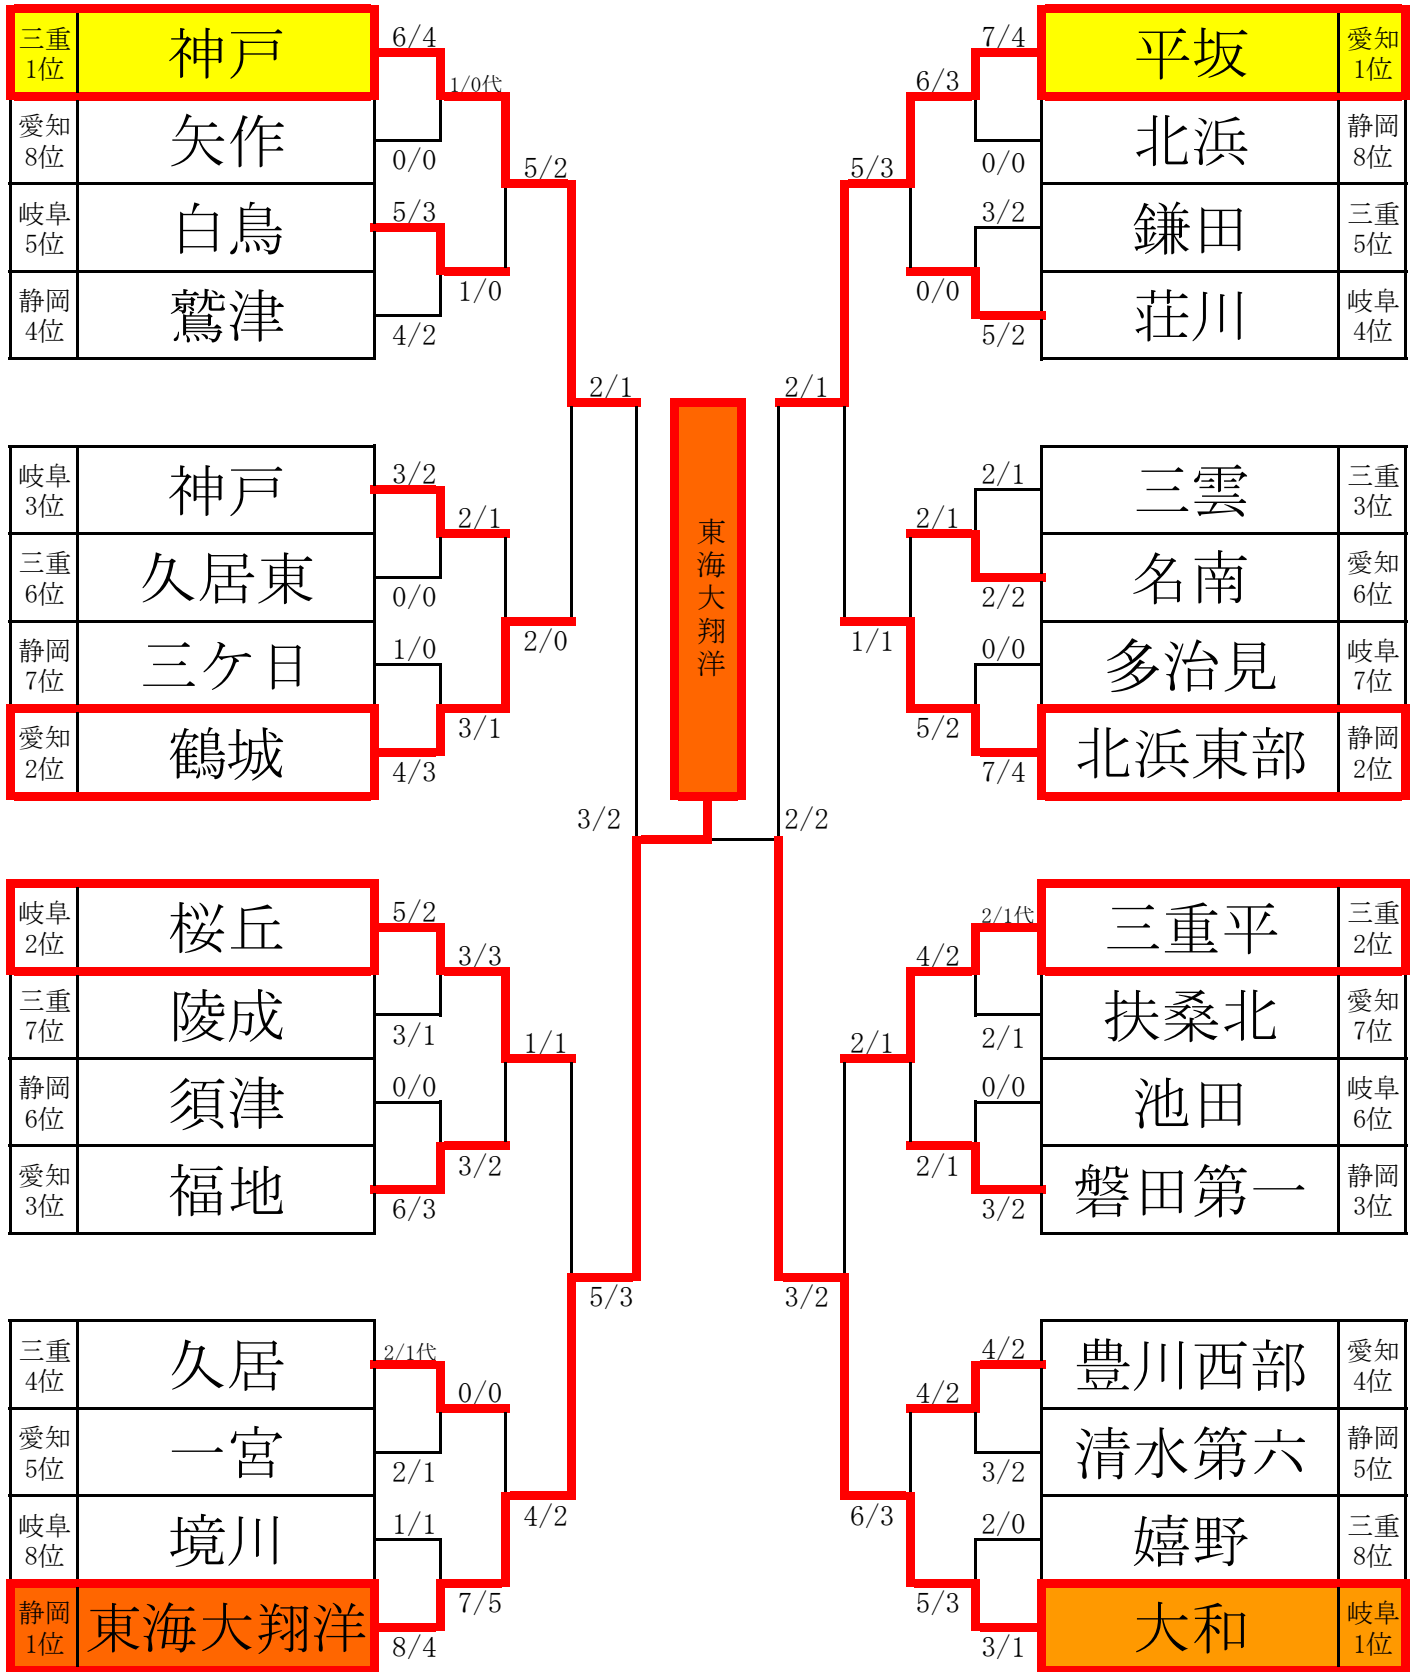 三重
1位
神戸
6/4
1/0代
愛知
8位
矢作
0/0
5/2
岐阜
5位
白鳥
5/3
1/0
静岡
4位
鷲津
4/2
2/1
岐阜
3位
神戸
3/2
2/1
三重
6位
久居東
0/0
2/0
静岡
7位
三ケ日
1/0
3/1
愛知
2位
鶴城
4/3
3/2
岐阜
2位
桜丘
5/2
3/3
三重
7位
陵成
3/1
1/1
静岡
6位
須津
0/0
3/2
愛知
3位
福地
6/3
5/3
三重
4位
久居
2/1代
0/0
愛知
5位
一宮
2/1
4/2
岐阜
8位
境川
1/1
7/5
静岡
1位
東海大翔洋
8/4
東海大翔洋
7/4
平坂
愛知
1位
6/3
0/0
北浜
静岡
8位
5/3
3/2
鎌田
三重
5位
0/0
5/2
荘川
岐阜
4位
2/1
2/1
三雲
三重
3位
2/1
2/2
名南
愛知
6位
1/1
0/0
多治見
岐阜
7位
5/2
7/4
北浜東部
静岡
2位
2/2
2/1代
三重平
三重
2位
4/2
2/1
扶桑北
愛知
7位
2/1
0/0
池田
岐阜
6位
2/1
3/2
磐田第一
静岡
3位
3/2
4/2
豊川西部
愛知
4位
4/2
3/2
清水第六
静岡
5位
6/3
2/0
嬉野
三重
8位
5/3
3/1
大和
岐阜
1位